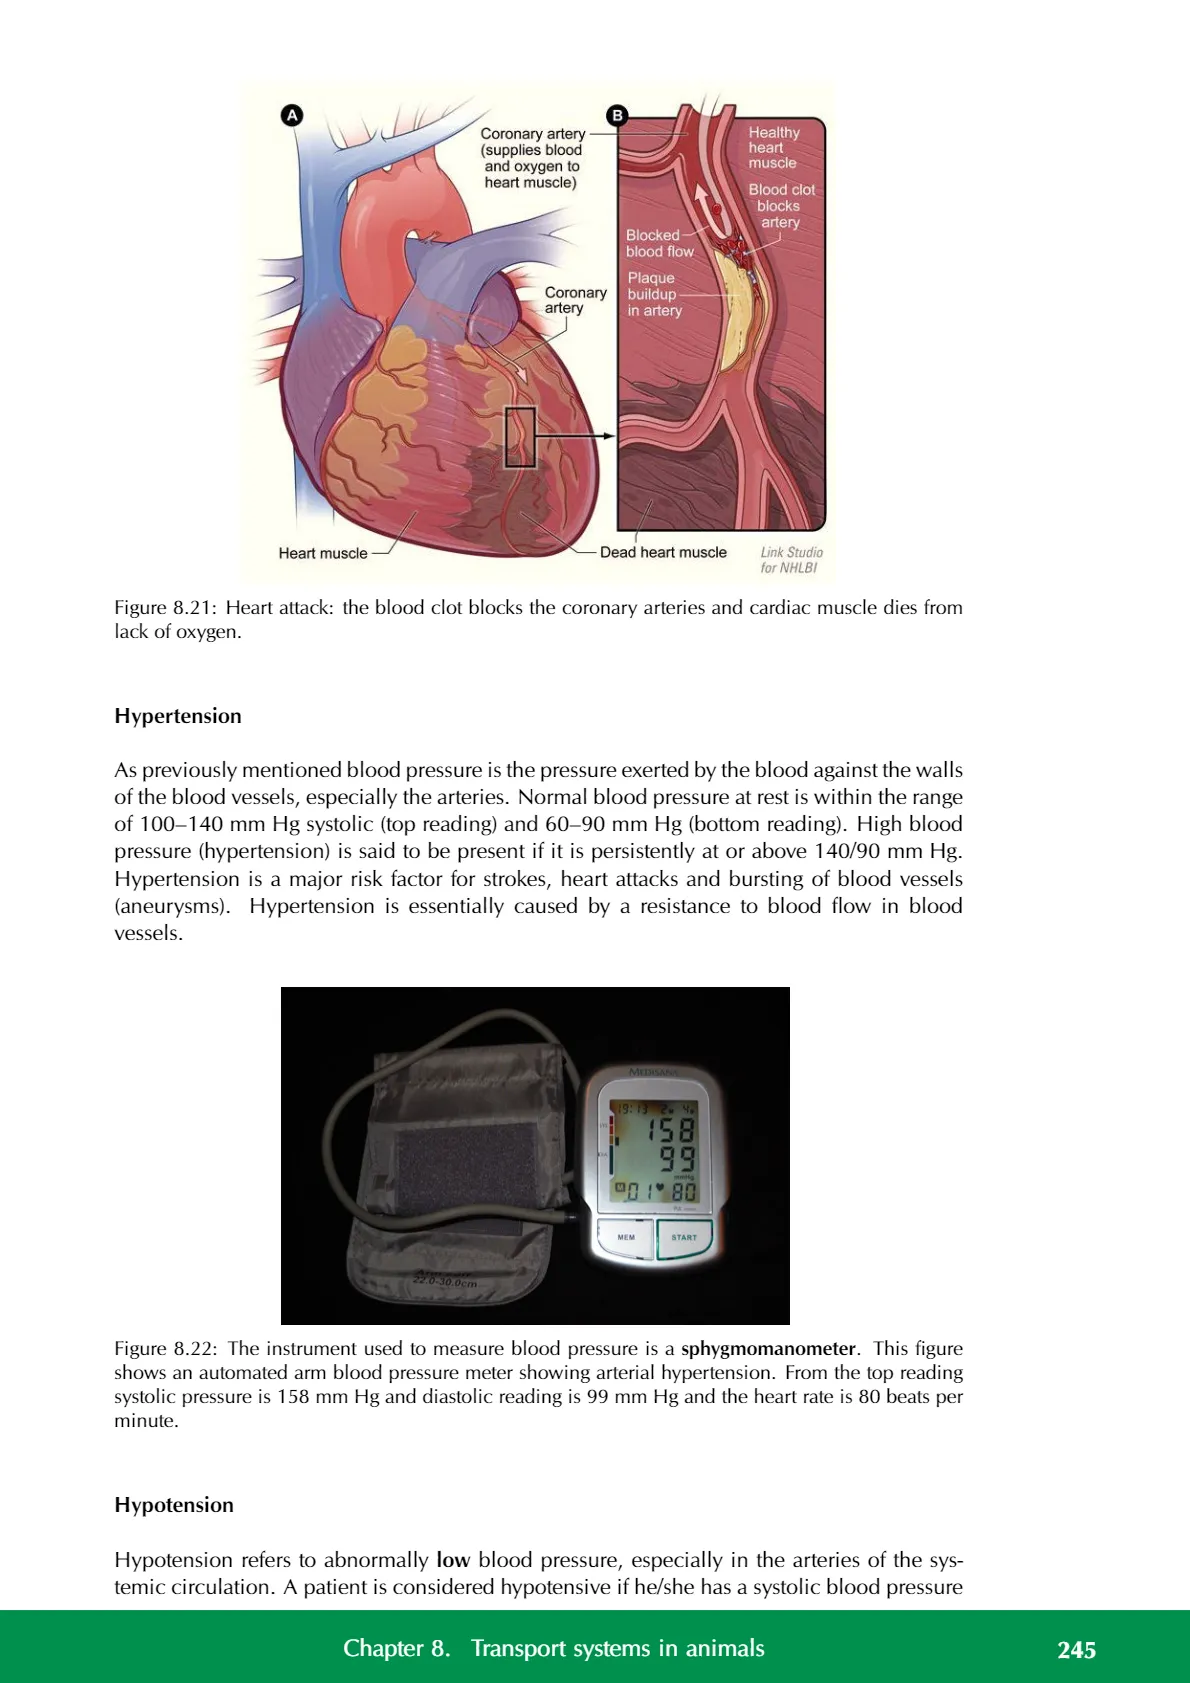 A
B
Coronary artery
(supplies blood
and oxygen to
heart muscle)
Healthy
heart
muscle
Blood clot
blocks
artery
Blocked
blood flow
Plaque
buildup
in artery
Coronary
artery
Heart muscle
Dead heart muscle
Link Studio
for NHLBI
Figure 8.21: Heart attack: the blood clot blocks the coronary arteries and cardiac muscle dies from
lack of oxygen.
Hypertension
As previously mentioned blood pressure is the pressure exerted by the blood against the walls
of the blood vessels, especially the arteries. Normal blood pressure at rest is within the range
of 100–140 mm Hg systolic (top reading) and 60–90 mm Hg (bottom reading). High blood
pressure (hypertension) is said to be present if it is persistently at or above 140/90 mm Hg.
Hypertension is a major risk factor for strokes, heart attacks and bursting of blood vessels
(aneurysms). Hypertension is essentially caused by a resistance to blood flow in blood
vessels.
MEDISANA
19:13
158
99
mmHg
M 01 80
MEM
START
22.0-30.0cm
Figure 8.22: The instrument used to measure blood pressure is a sphygmomanometer. This figure
shows an automated arm blood pressure meter showing arterial hypertension. From the top reading
systolic pressure is 158 mm Hg and diastolic reading is 99 mm Hg and the heart rate is 80 beats per
minute.
Hypotension
Hypotension refers to abnormally low blood pressure, especially in the arteries of the sys-
temic circulation. A patient is considered hypotensive if he/she has a systolic blood pressure
Chapter 8. Transport systems in animals
245